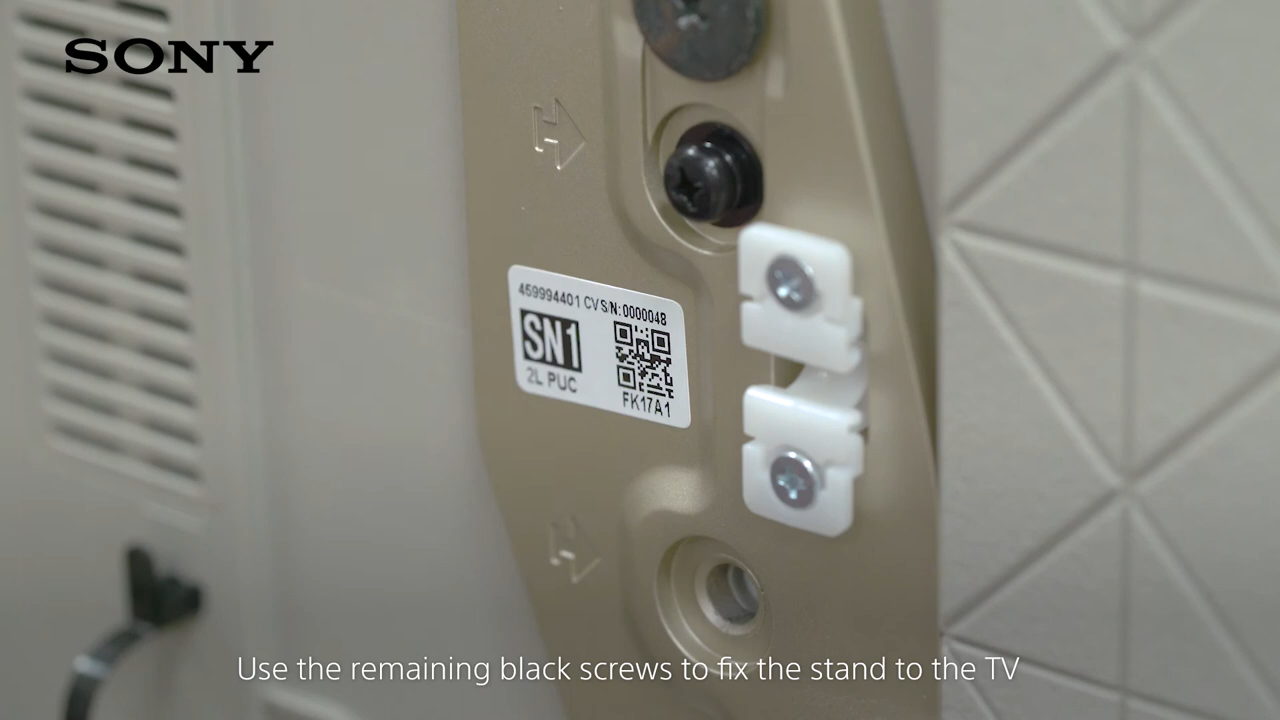 SONY
459994401 CV S/N:0000048
SN1
2L PUC
FK17A1
Use the remaining black screws to fix the stand to the TV